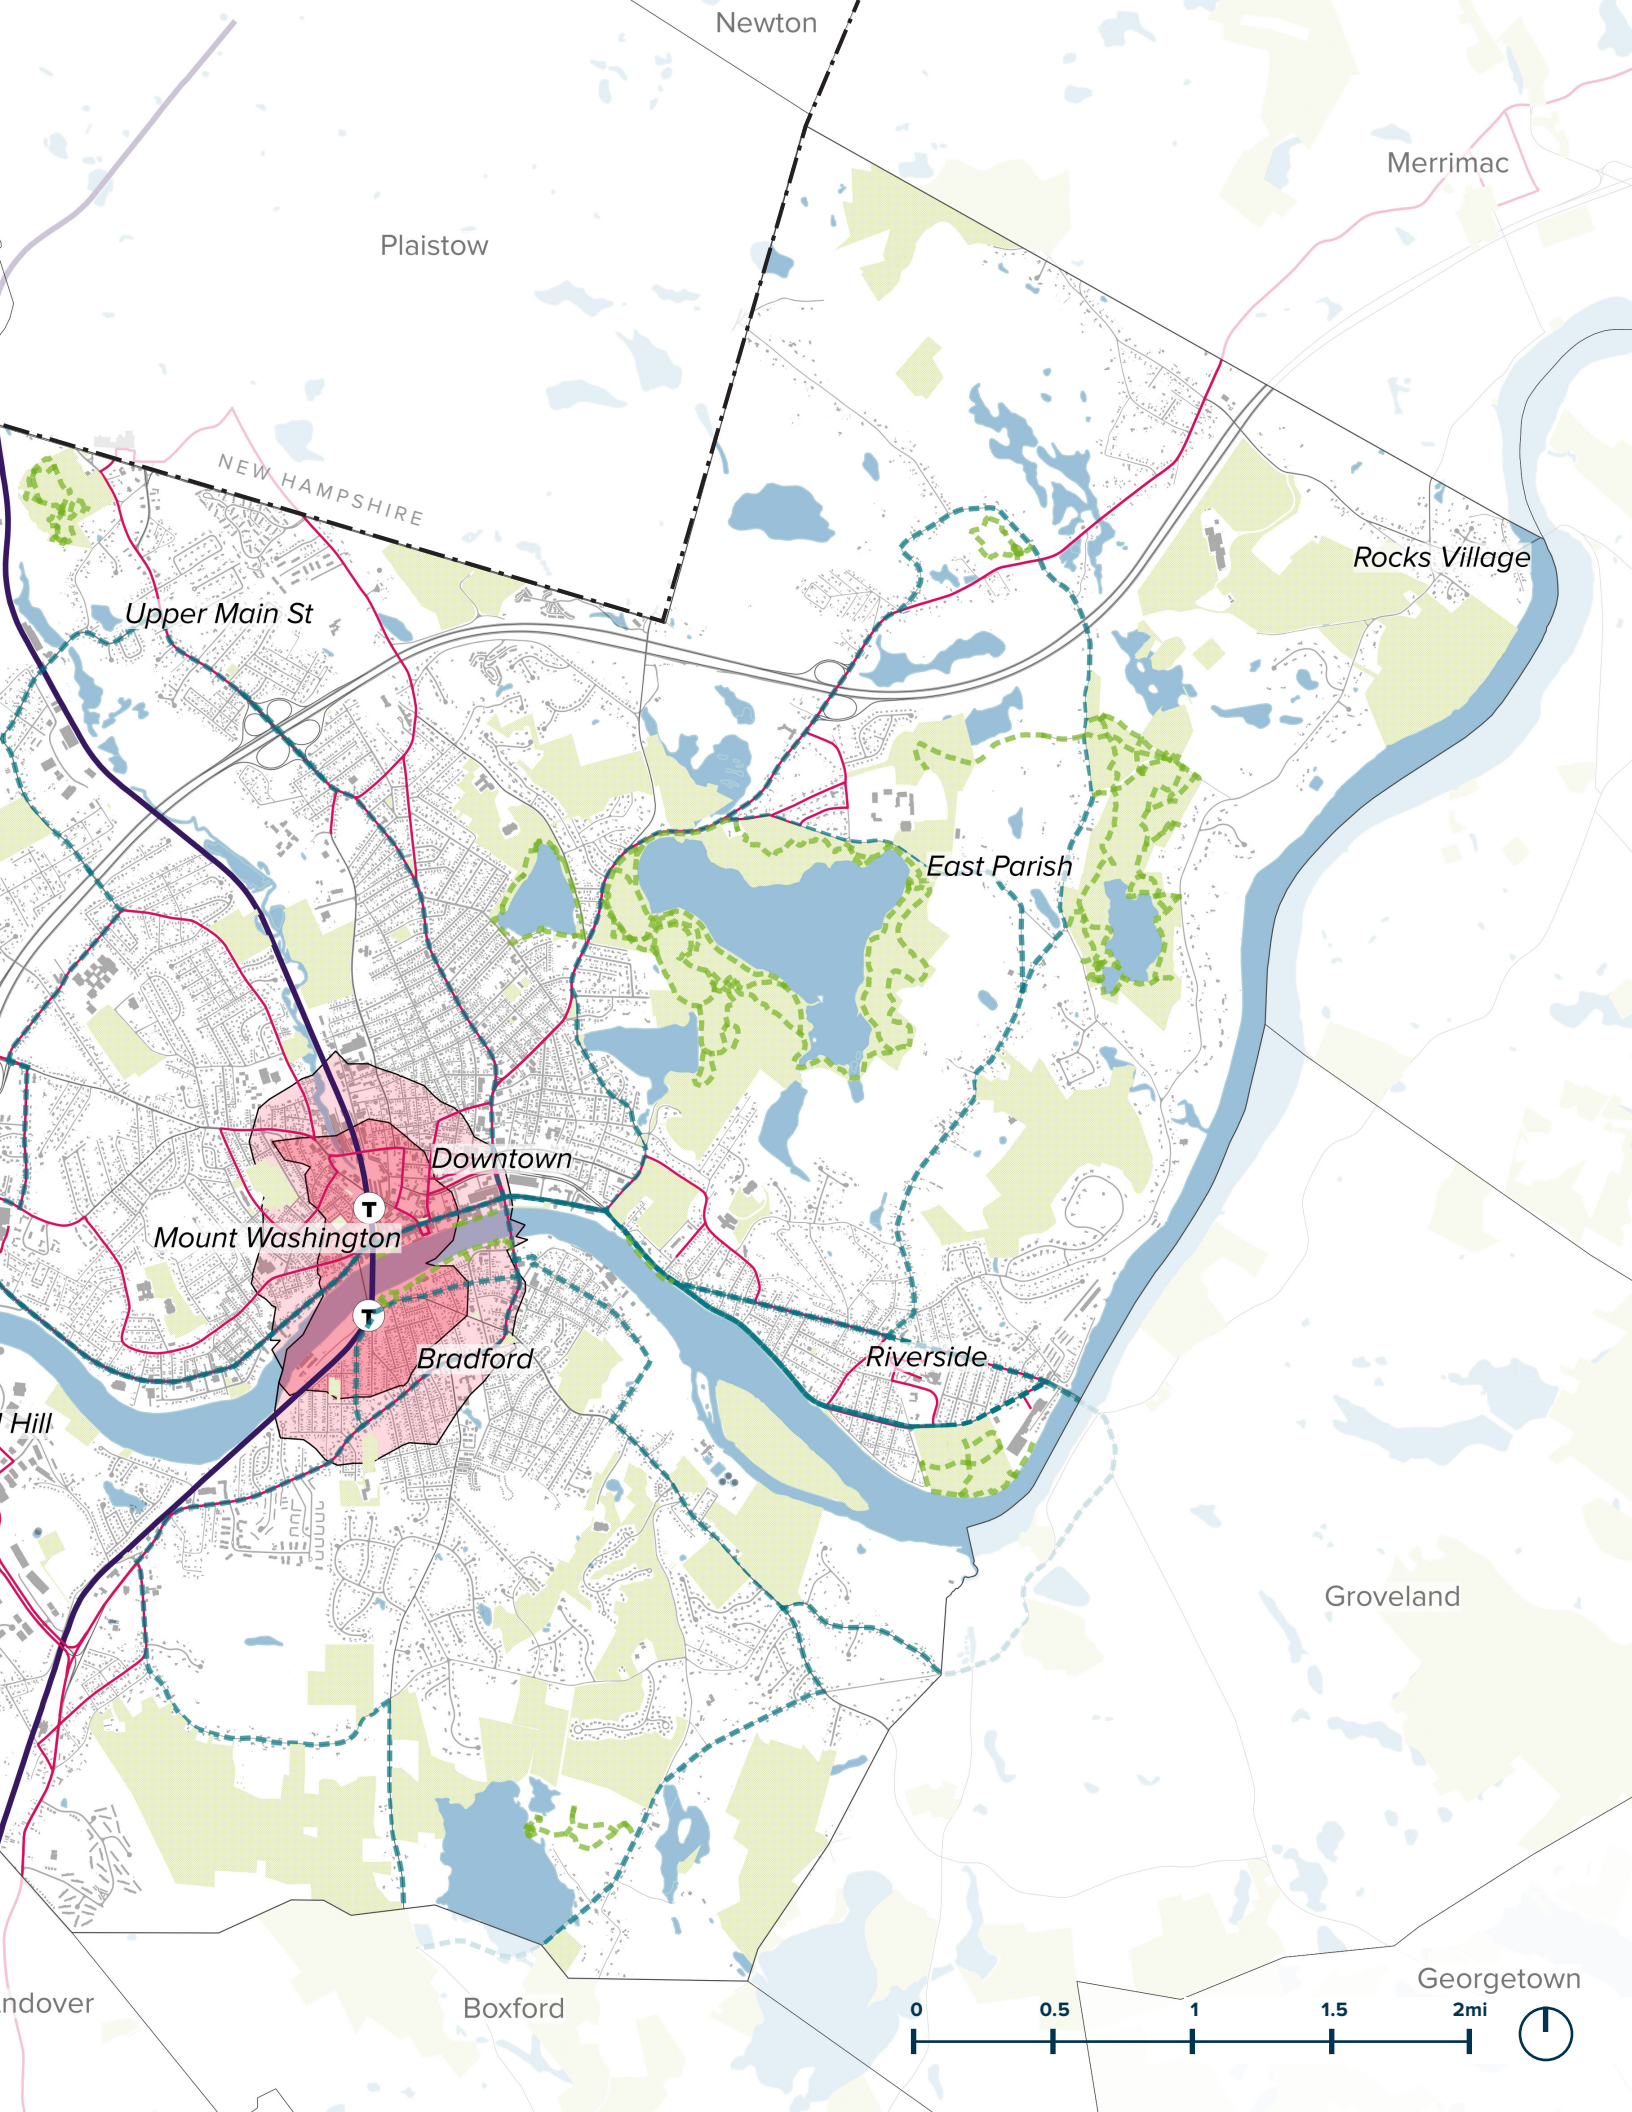 Newton
Merrimac
Plaistow
NEW HAMPSHIRE
Rocks Village
Upper Main St
East Parish
Downtown
T
Mount Washington
T
Riverside
Bradford
Hill
Groveland
Georgetown
ndover
Boxford
0 0.5 1 1.5 2mi